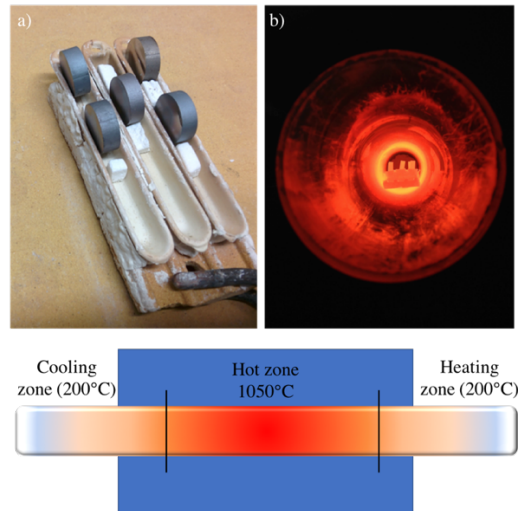 a)
b)
Cooling
zone (200°C)
Hot zone
1050°C
Heating
zone (200°C)